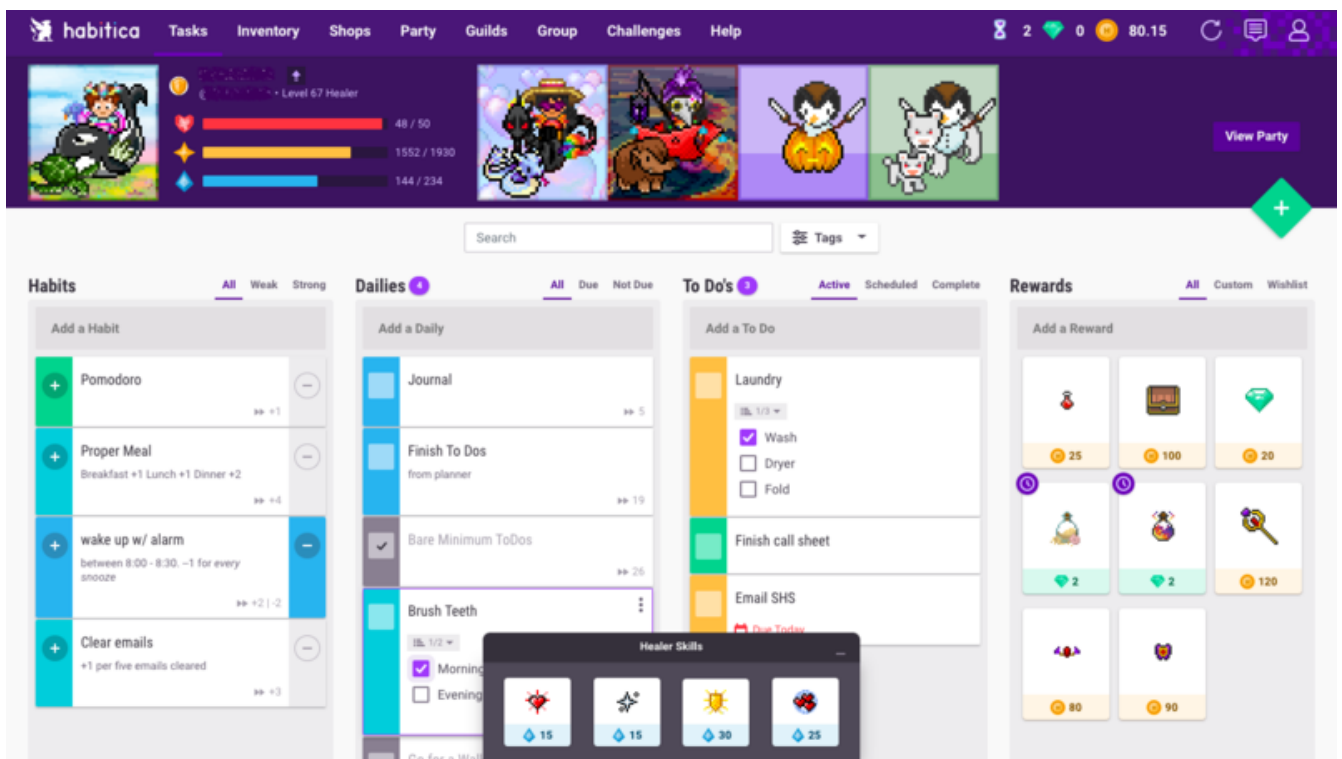 habitica Tasks Inventory Shops Party Guilds Group Challenges Help 2 0 80.15
• Level 67 Healer
48 / 50
1552 / 1930
144 / 234
View Party
Search
Tags
Habits All Weak Strong
Add a Habit
Pomodoro
+1
Proper Meal
Breakfast +1 Lunch +1 Dinner +2
+4
wake up w/ alarm
between 8:00 - 8:30. –1 for every
snooze
+2 | -2
Clear emails
+1 per five emails cleared
+3
Dailies 4 All Due Not Due
Add a Daily
Journal
5
Finish To Dos
from planner
19
Bare Minimum ToDos
26
Brush Teeth
1/2
Morning
Evening
To Do's 3 Active Scheduled Complete
Add a To Do
Laundry
1/3
Wash
Dryer
Fold
Finish call sheet
Email SHS
Due Today
Rewards All Custom Wishlist
Add a Reward
25 100 20
2 2 120
80 90
Healer Skills
15 15 30 25